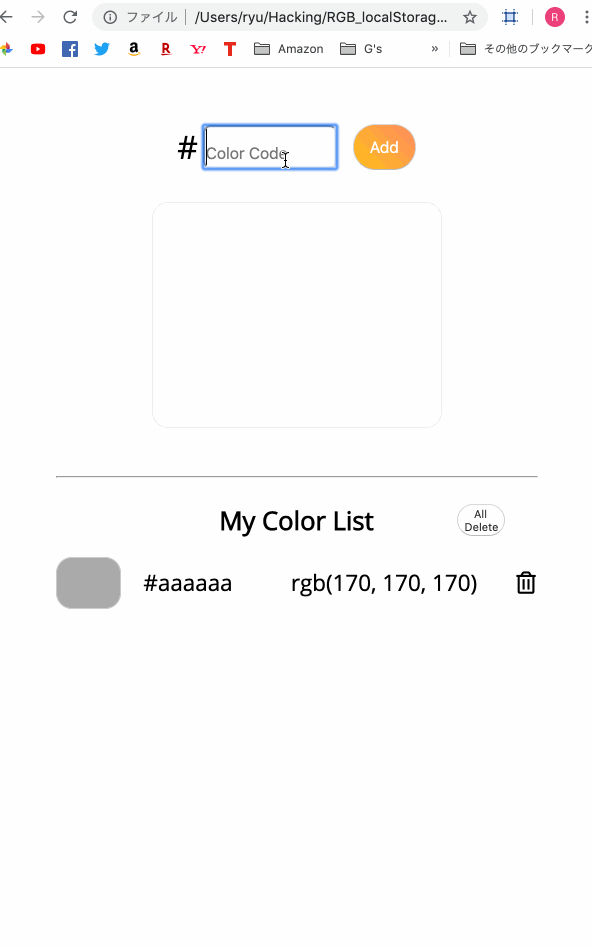 ファイル /Users/ryu/Hacking/RGB_localStorag... R
a R Y! T Amazon G's » その他のブックマーク
# Color Code Add
My Color List All
Delete
#aaaaaa rgb(170, 170, 170)